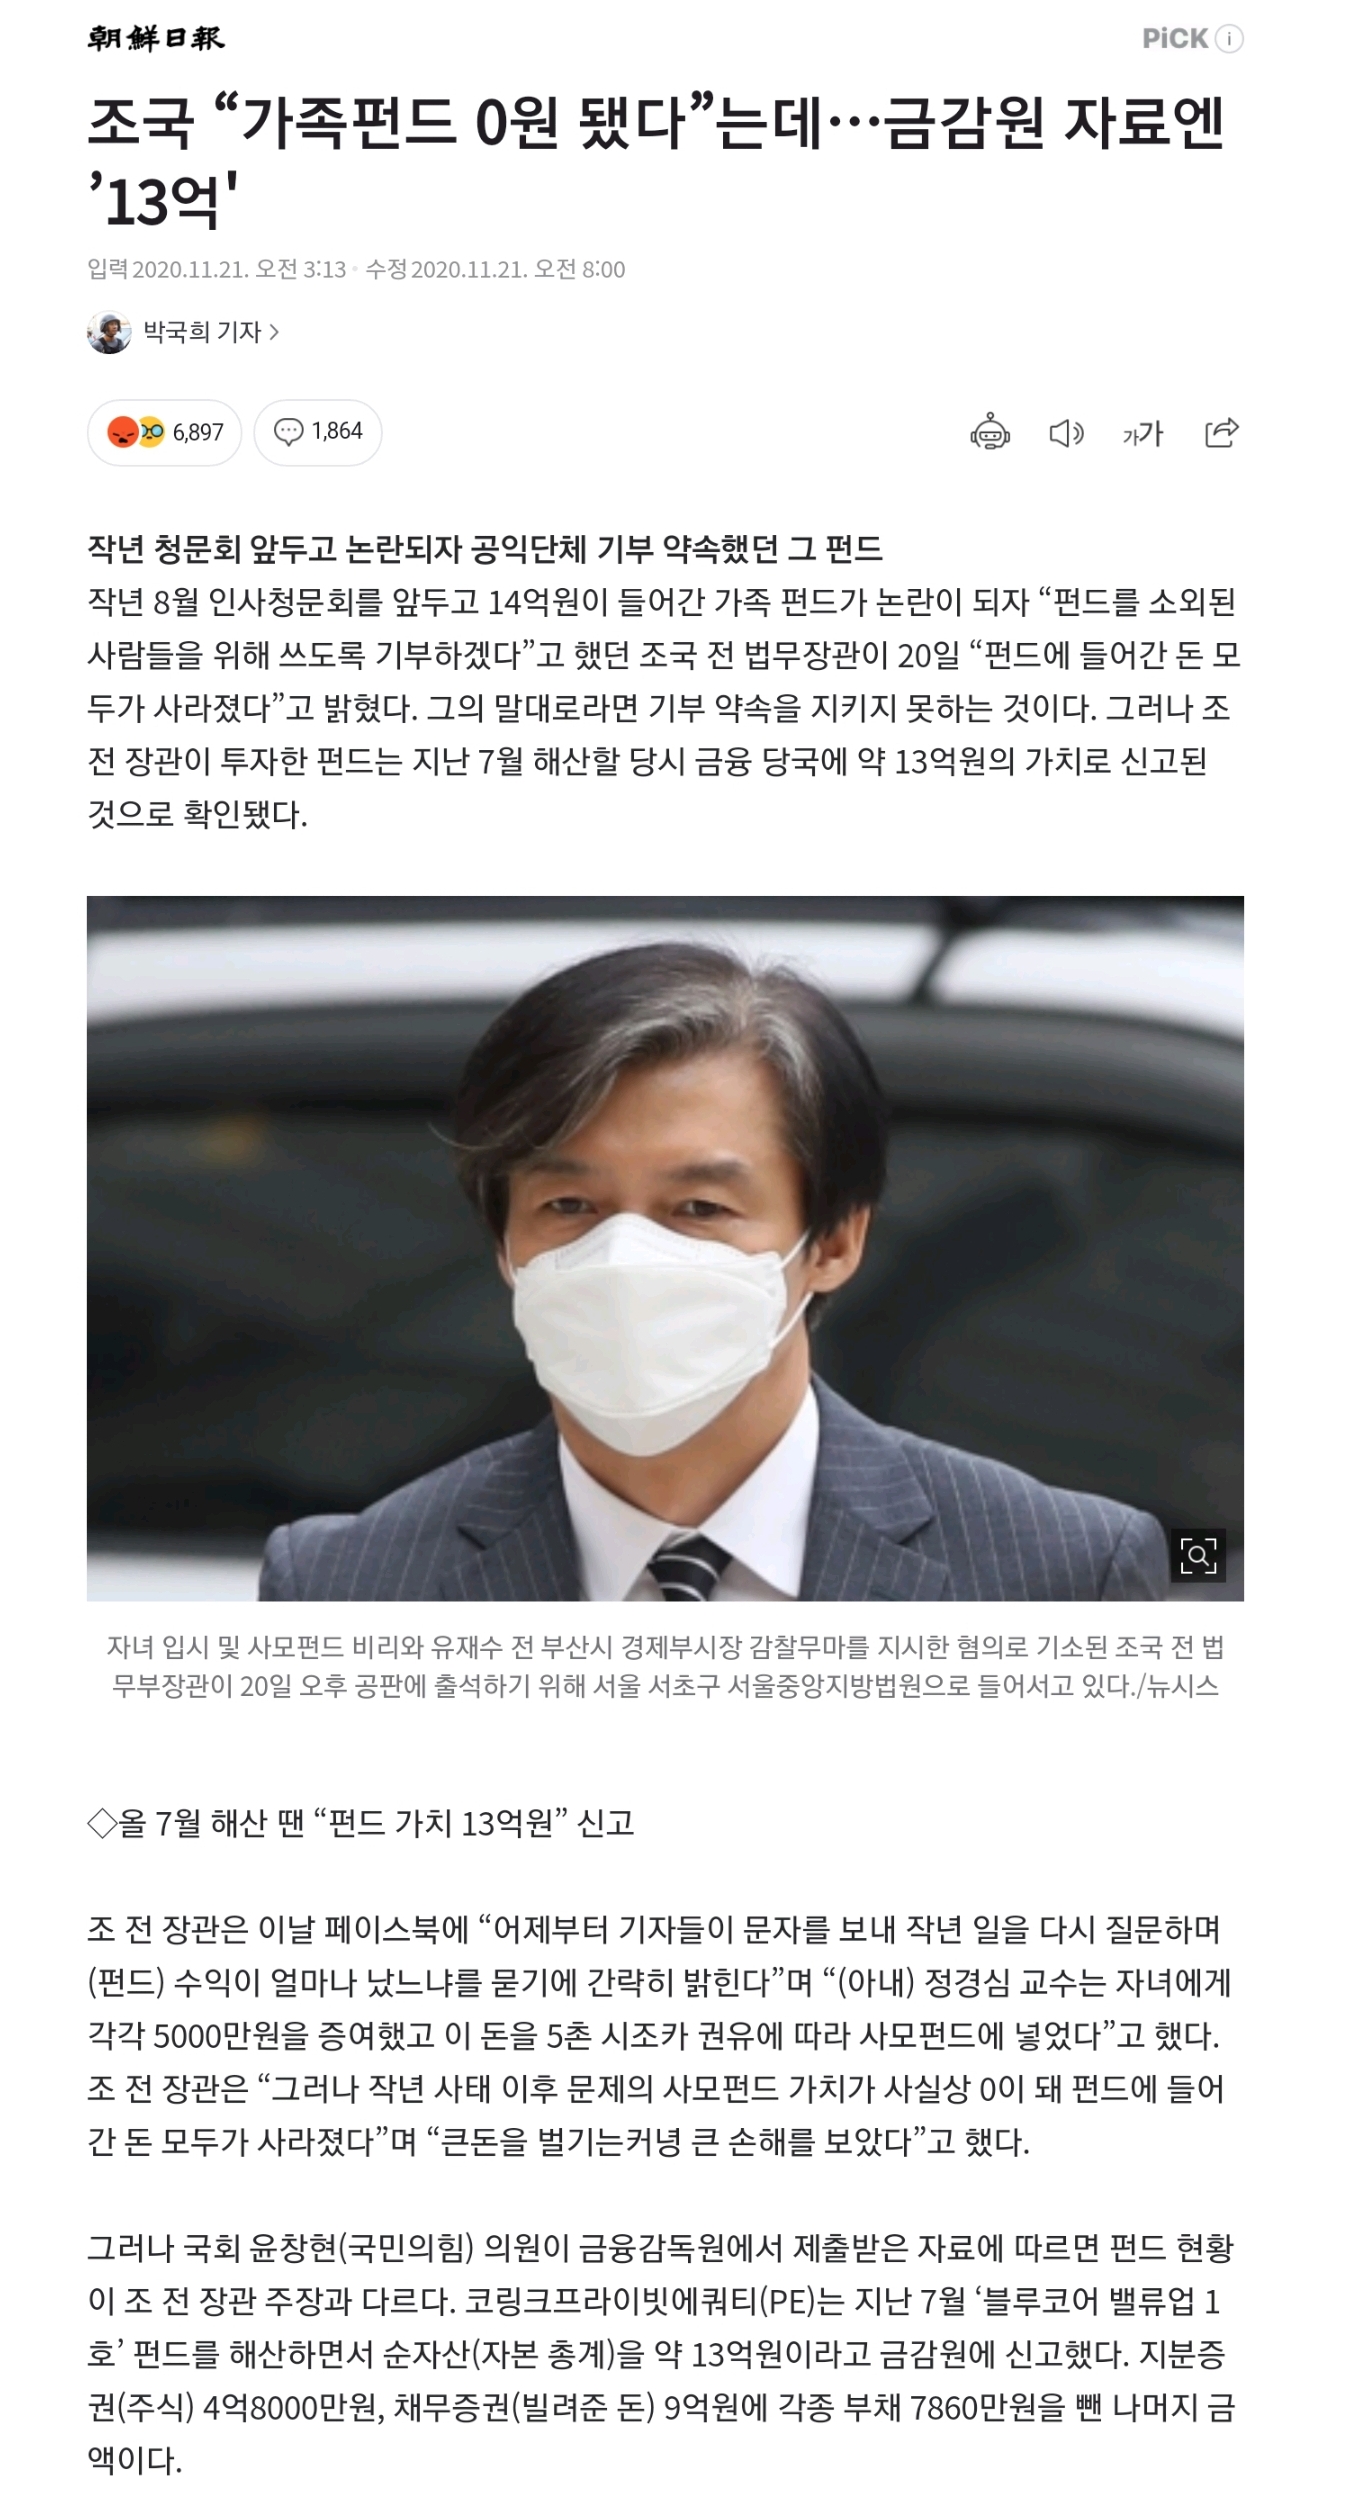 朝鮮日報
PiCK i
조국 “가족펀드 0원 됐다”는데…금감원 자료엔
’13억'
입력 2020.11.21. 오전 3:13 · 수정 2020.11.21. 오전 8:00
박국희 기자 >
6,897
1,864
가가
작년 청문회 앞두고 논란되자 공익단체 기부 약속했던 그 펀드
작년 8월 인사청문회를 앞두고 14억원이 들어간 가족 펀드가 논란이 되자 “펀드를 소외된
사람들을 위해 쓰도록 기부하겠다”고 했던 조국 전 법무장관이 20일 “펀드에 들어간 돈 모
두가 사라졌다”고 밝혔다. 그의 말대로라면 기부 약속을 지키지 못하는 것이다. 그러나 조
전 장관이 투자한 펀드는 지난 7월 해산할 당시 금융 당국에 약 13억원의 가치로 신고된
것으로 확인됐다.
자녀 입시 및 사모펀드 비리와 유재수 전 부산시 경제부시장 감찰무마를 지시한 혐의로 기소된 조국 전 법
무부장관이 20일 오후 공판에 출석하기 위해 서울 서초구 서울중앙지방법원으로 들어서고 있다./뉴시스
◇올 7월 해산 땐 “펀드 가치 13억원” 신고
조 전 장관은 이날 페이스북에 “어제부터 기자들이 문자를 보내 작년 일을 다시 질문하며
(펀드) 수익이 얼마나 났느냐를 묻기에 간략히 밝힌다”며 “(아내) 정경심 교수는 자녀에게
각각 5000만원을 증여했고 이 돈을 5촌 시조카 권유에 따라 사모펀드에 넣었다”고 했다.
조 전 장관은 “그러나 작년 사태 이후 문제의 사모펀드 가치가 사실상 0이 돼 펀드에 들어
간 돈 모두가 사라졌다”며 “큰돈을 벌기는커녕 큰 손해를 보았다”고 했다.
그러나 국회 윤창현(국민의힘) 의원이 금융감독원에서 제출받은 자료에 따르면 펀드 현황
이 조 전 장관 주장과 다르다. 코링크프라이빗에쿼티(PE)는 지난 7월 ‘블루코어 밸류업 1
호’ 펀드를 해산하면서 순자산(자본 총계)을 약 13억원이라고 금감원에 신고했다. 지분증
권(주식) 4억8000만원, 채무증권(빌려준 돈) 9억원에 각종 부채 7860만원을 뺀 나머지 금
액이다.